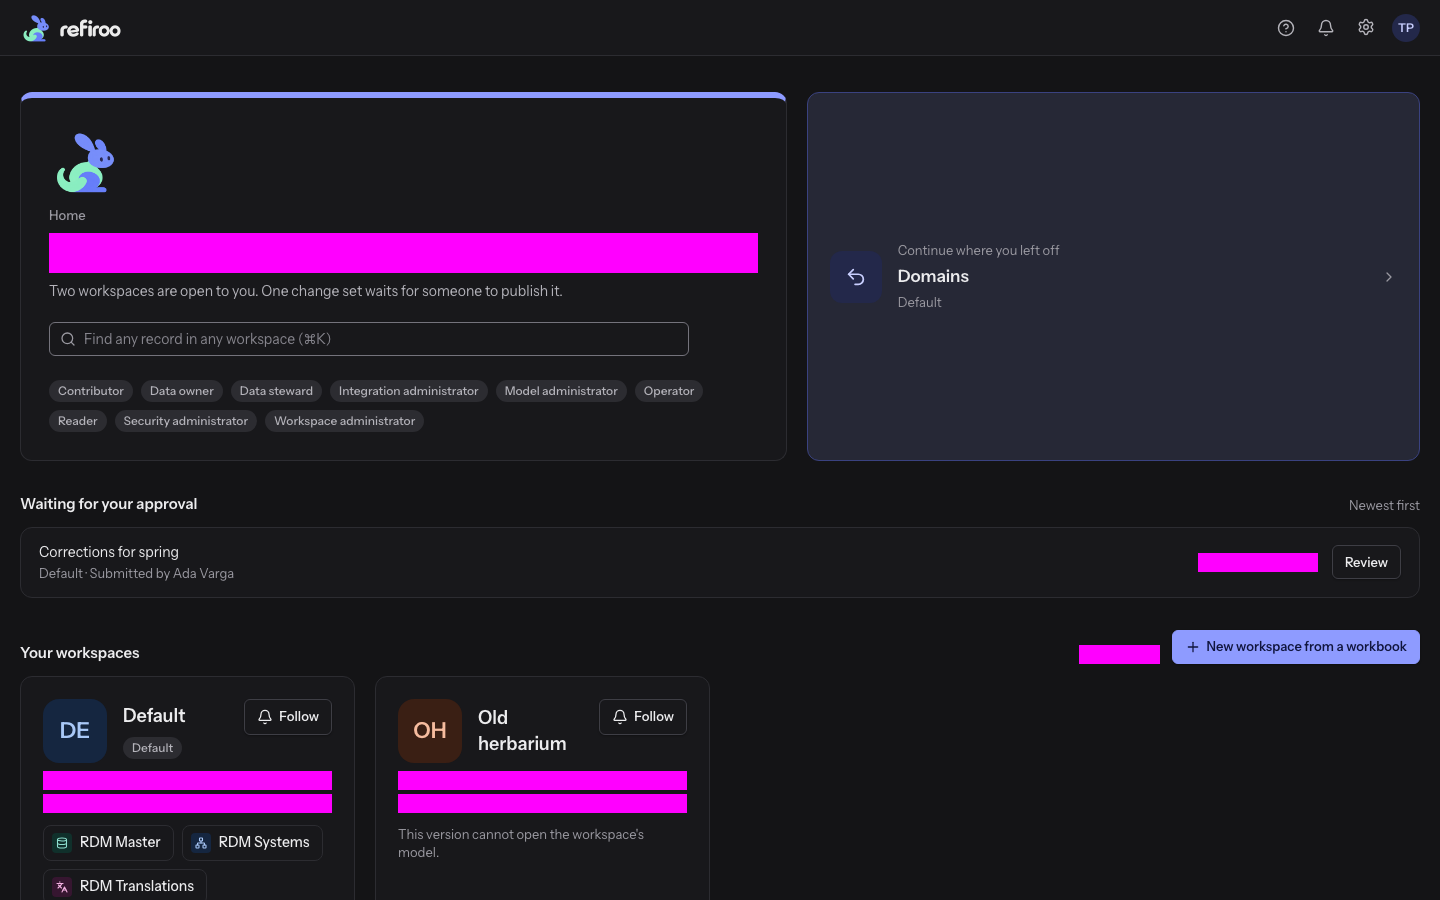 refiroo
TP
Home
Two workspaces are open to you. One change set waits for someone to publish it.
Find any record in any workspace (⌘K)
Contributor
Data owner
Data steward
Integration administrator
Model administrator
Operator
Reader
Security administrator
Workspace administrator
Continue where you left off
Domains
Default
Waiting for your approval
Newest first
Corrections for spring
Default · Submitted by Ada Varga
Review
Your workspaces
New workspace from a workbook
DE
Default
Default
Follow
RDM Master
RDM Systems
RDM Translations
OH
Old
herbarium
Follow
This version cannot open the workspace's
model.